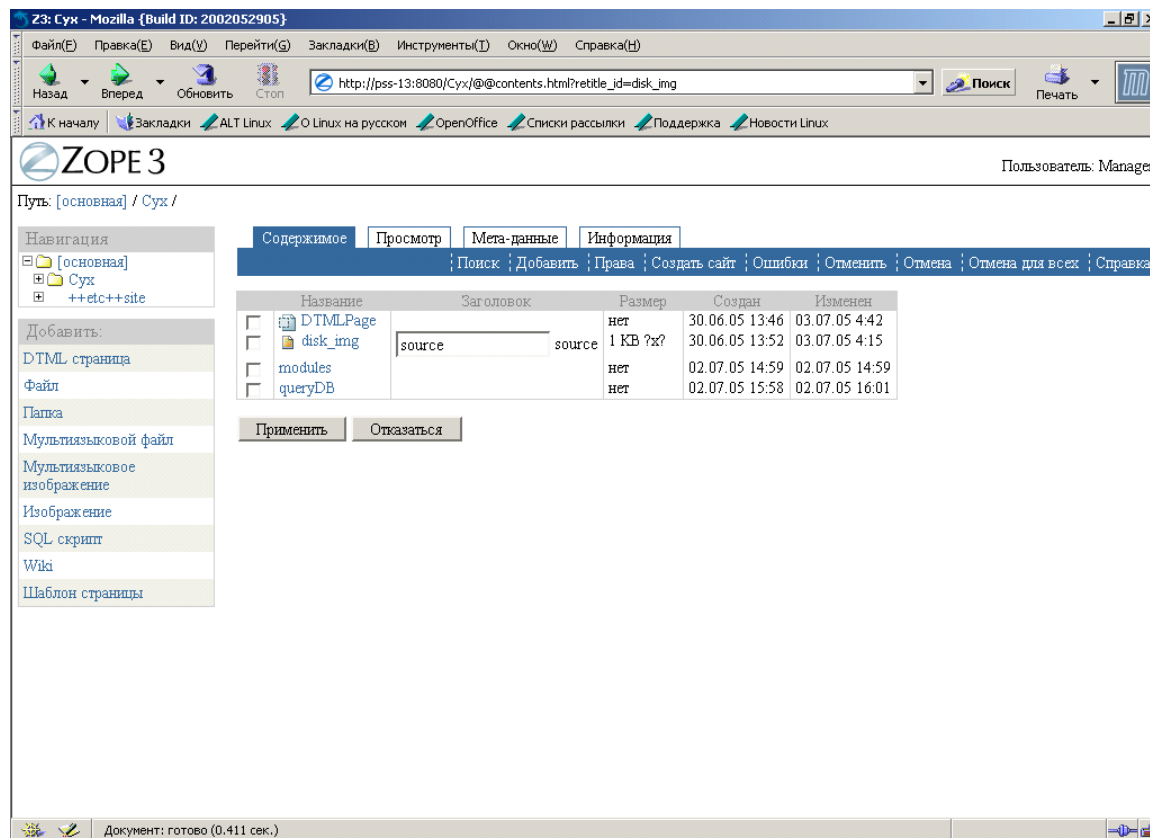 Z3: Сух - Mozilla {Build ID: 2002052905}
Файл(F) Правка(E) Вид(V) Перейти(G) Закладки(B) Инструменты(T) Окно(W) Справка(H)
Назад Вперед Обновить Стоп http://pss-13:8080/Сух/@@contents.html?retitle_id=disk_img Поиск Печать
К началу Закладки ALT Linux О Linux на русском OpenOffice Списки рассылки Поддержка Новости Linux
ZOPE 3
Пользователь: Manage
Путь: [основная] / Сух /
Навигация
[основная]
Сух
++etc++site
Добавить:
DTML страница
Файл
Папка
Мультиязыковой файл
Мультиязыковое
изображение
Изображение
SQL скрипт
Wiki
Шаблон страницы
Содержимое Просмотр Мета-данные Информация
Поиск Добавить Права Создать сайт Ошибки Отменить Отмена Отмена для всех Справка
Название Заголовок Размер Создан Изменен
DTMLPage нет 30.06.05 13:46 03.07.05 4:42
disk_img source source 1 KB ?x? 30.06.05 13:52 03.07.05 4:15
modules нет 02.07.05 14:59 02.07.05 14:59
queryDB нет 02.07.05 15:58 02.07.05 16:01
Применить Отказаться
Документ: готово (0.411 сек.)